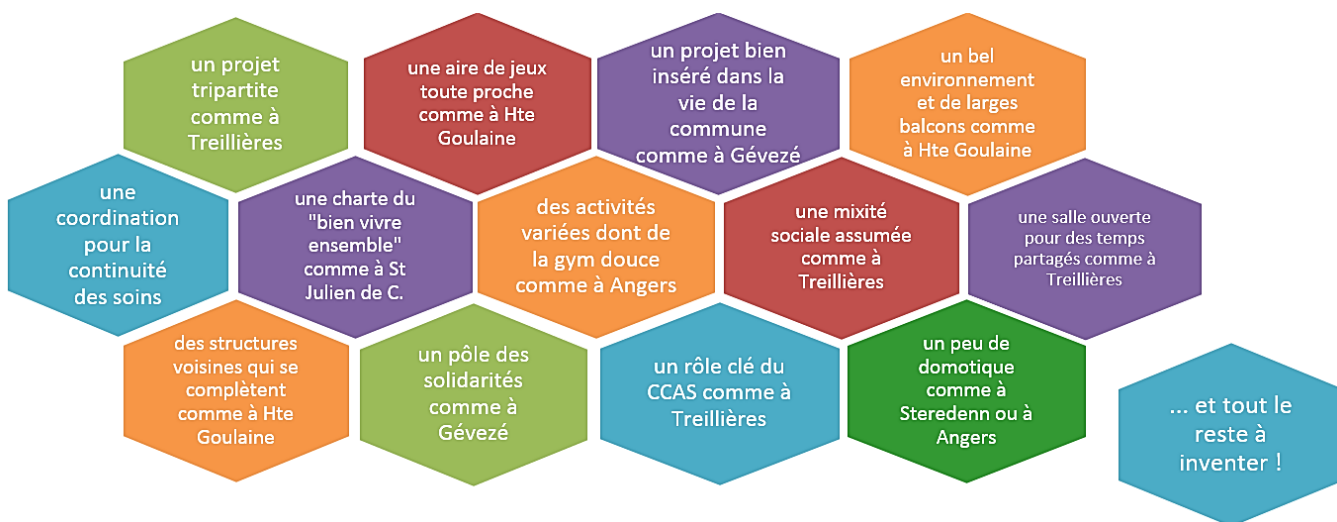 un projet
tripartite
comme à
Treillières
une aire de jeux
toute proche
comme à Hte
Goulaine
un projet bien
inséré dans la
vie de la
commune
comme à Gévezé
un bel
environnement
et de larges
balcons comme
à Hte Goulaine
une
coordination
pour la
continuité
des soins
une charte du
"bien vivre
ensemble"
comme à St
Julien de C.
des activités
variées dont de
la gym douce
comme à Angers
une mixité
sociale assumée
comme à
Treillières
une salle ouverte
pour des temps
partagés comme à
Treillières
des structures
voisines qui se
complètent
comme à Hte
Goulaine
un pôle des
solidarités
comme à
Gévezé
un rôle clé du
CCAS comme à
Treillières
un peu de
domotique
comme à
Steredenn ou à
Angers
... et tout le
reste à
inventer !